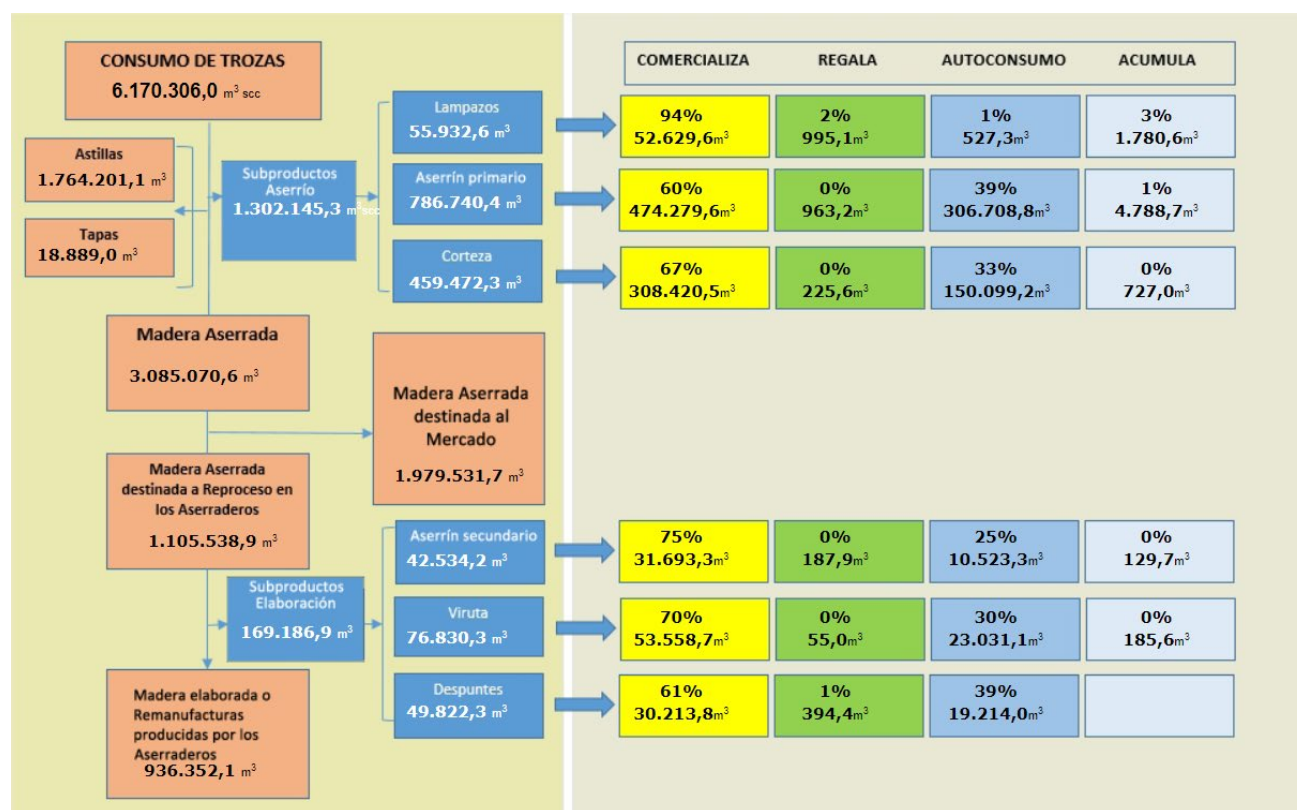 CONSUMO DE TROZAS
6.170.306,0 m³ scc
Astillas
1.764.201,1 m³
Tapas
18.889,0 m³
Subproductos
Aserrío
1.302.145,3 m³scc
Lampazos
55.932,6 m³
Aserrín primario
786.740,4 m³
Corteza
459.472,3 m³
COMERCIALIZA REGALA AUTOCONSUMO ACUMULA
94% 2% 1% 3%
52.629,6m³ 995,1m³ 527,3m³ 1.780,6m³
60% 0% 39% 1%
474.279,6m³ 963,2m³ 306.708,8m³ 4.788,7m³
67% 0% 33% 0%
308.420,5m³ 225,6m³ 150.099,2m³ 727,0m³
Madera Aserrada
3.085.070,6 m³
Madera Aserrada
destinada al
Mercado
1.979.531,7 m³
Madera Aserrada
destinada a Reproceso en
los Aserraderos
1.105.538,9 m³
Subproductos
Elaboración
169.186,9 m³
Aserrín secundario
42.534,2 m³
Viruta
76.830,3 m³
Despuntes
49.822,3 m³
75% 0% 25% 0%
31.693,3m³ 187,9m³ 10.523,3m³ 129,7m³
70% 0% 30% 0%
53.558,7m³ 55,0m³ 23.031,1m³ 185,6m³
61% 1% 39%
30.213,8m³ 394,4m³ 19.214,0m³
Madera elaborada o
Remanufacturas
producidas por los
Aserraderos
936.352,1 m³